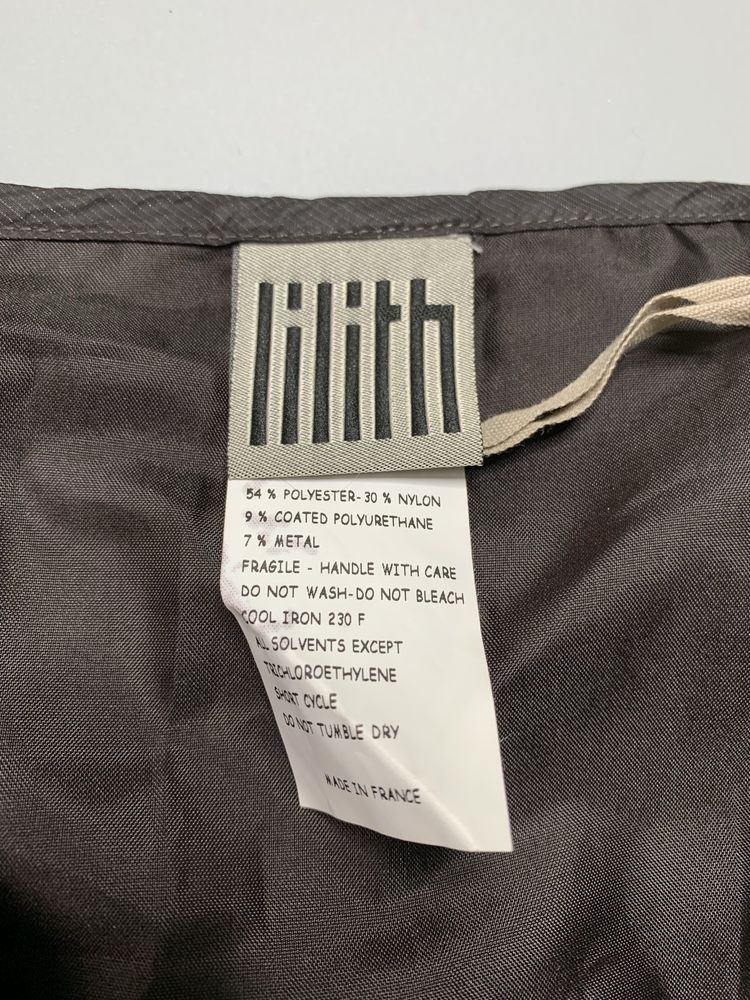 lilith
54 % POLYESTER-30 % NYLON
9 % COATED POLYURETHANE
7 % METAL
FRAGILE - HANDLE WITH CARE
DO NOT WASH-DO NOT BLEACH
COOL IRON 230 F
ALL SOLVENTS EXCEPT
TRICHLOROETHYLENE
SHORT CYCLE
DO NOT TUMBLE DRY
MADE IN FRANCE